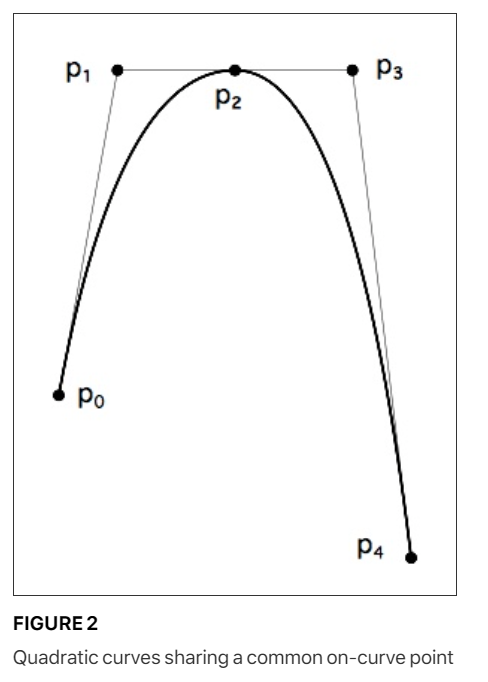 p₁
p₃
p₂
p₀
p₄
FIGURE 2
Quadratic curves sharing a common on-curve point